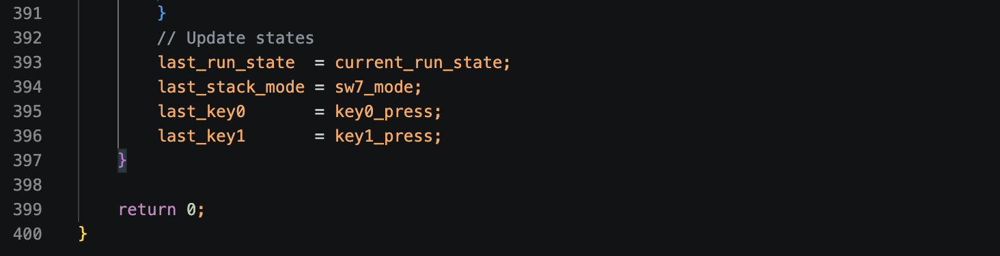 391 }
392 // Update states
393 last_run_state  = current_run_state;
394 last_stack_mode = sw7_mode;
395 last_key0       = key0_press;
396 last_key1       = key1_press;
397 }
398
399 return 0;
400 }